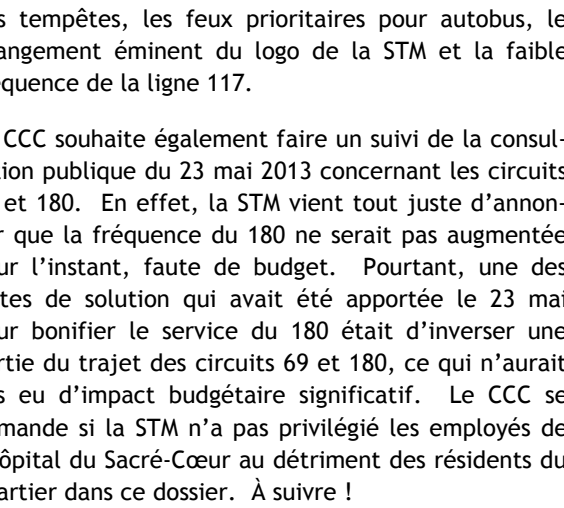 s tempêtes, les feux prioritaires pour autobus, le
angement éminent du logo de la STM et la faible
équence de la ligne 117.
CCC souhaite également faire un suivi de la consul-
tion publique du 23 mai 2013 concernant les circuits
et 180. En effet, la STM vient tout juste d’annon-
r que la fréquence du 180 ne serait pas augmentée
ur l’instant, faute de budget. Pourtant, une des
tes de solution qui avait été apportée le 23 mai
ur bonifier le service du 180 était d’inverser une
rtie du trajet des circuits 69 et 180, ce qui n’aurait
s eu d’impact budgétaire significatif. Le CCC se
mande si la STM n’a pas privilégié les employés de
ôpital du Sacré-Cœur au détriment des résidents du
artier dans ce dossier. À suivre !